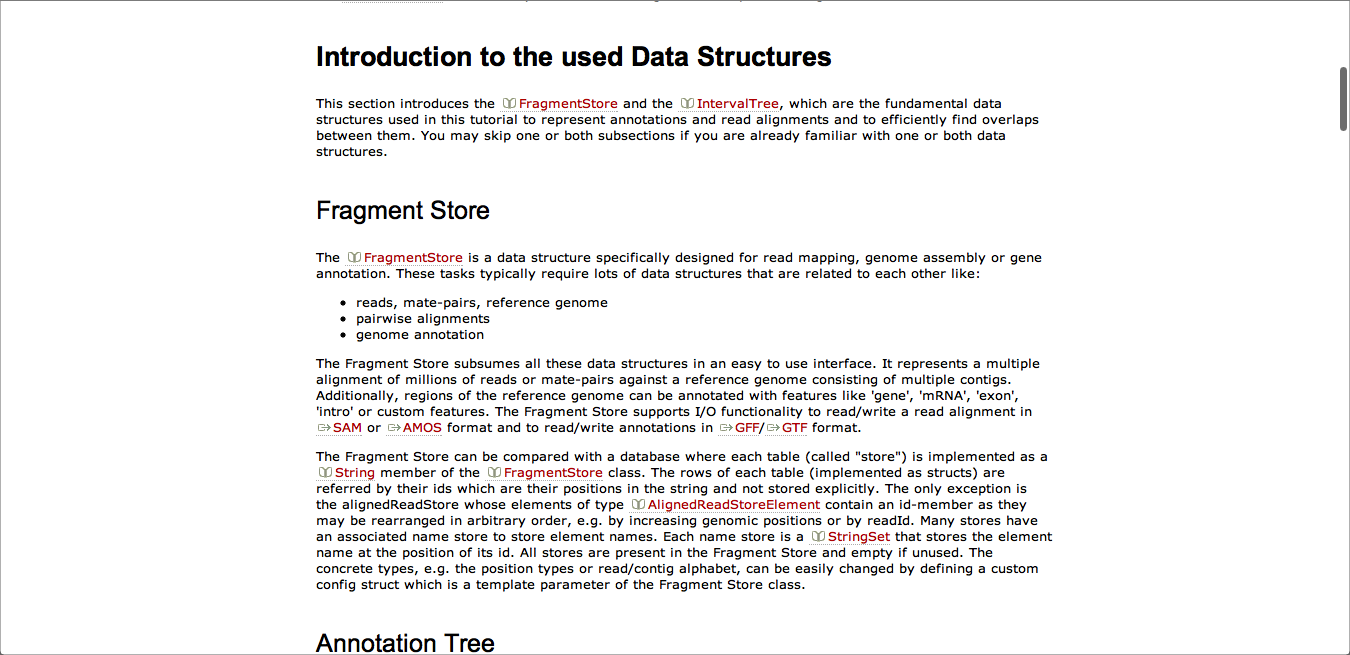 Introduction to the used Data Structures
This section introduces the FragmentStore and the IntervalTree, which are the fundamental data
structures used in this tutorial to represent annotations and read alignments and to efficiently find overlaps
between them. You may skip one or both subsections if you are already familiar with one or both data
structures.
Fragment Store
The FragmentStore is a data structure specifically designed for read mapping, genome assembly or gene
annotation. These tasks typically require lots of data structures that are related to each other like:
• reads, mate-pairs, reference genome
• pairwise alignments
• genome annotation
The Fragment Store subsumes all these data structures in an easy to use interface. It represents a multiple
alignment of millions of reads or mate-pairs against a reference genome consisting of multiple contigs.
Additionally, regions of the reference genome can be annotated with features like 'gene', 'mRNA', 'exon',
'intro' or custom features. The Fragment Store supports I/O functionality to read/write a read alignment in
SAM or AMOS format and to read/write annotations in GFF/GTF format.
The Fragment Store can be compared with a database where each table (called "store") is implemented as a
String member of the FragmentStore class. The rows of each table (implemented as structs) are
referred by their ids which are their positions in the string and not stored explicitly. The only exception is
the alignedReadStore whose elements of type AlignedReadStoreElement contain an id-member as they
may be rearranged in arbitrary order, e.g. by increasing genomic positions or by readId. Many stores have
an associated name store to store element names. Each name store is a StringSet that stores the element
name at the position of its id. All stores are present in the Fragment Store and empty if unused. The
concrete types, e.g. the position types or read/contig alphabet, can be easily changed by defining a custom
config struct which is a template parameter of the Fragment Store class.
Annotation Tree